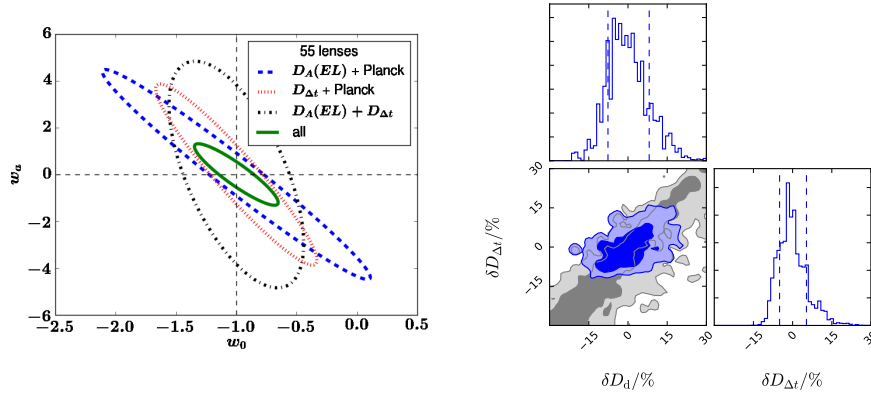 6
4
2
0
−2
−4
−6
w_a
−2.5
−2.0
−1.5
−1.0
−0.5
0.0
0.5
w_0
55 lenses
D_A(EL) + Planck
D_Δt + Planck
D_A(EL) + D_Δt
all
30
15
0
−15
δD_Δt/%
−15
0
15
30
δD_d/%
−15
0
15
30
δD_Δt/%